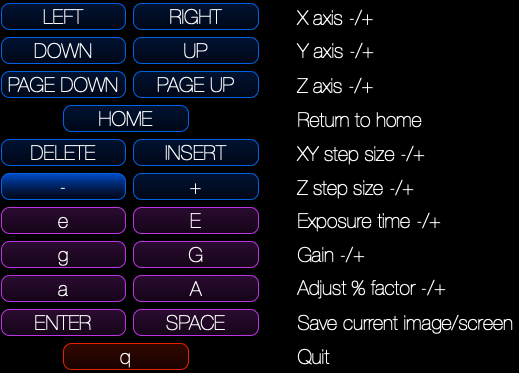 LEFT RIGHT X axis -/+
DOWN UP Y axis -/+
PAGE DOWN PAGE UP Z axis -/+
HOME Return to home
DELETE INSERT XY step size -/+
- + Z step size -/+
e E Exposure time -/+
g G Gain -/+
a A Adjust % factor -/+
ENTER SPACE Save current image/screen
q Quit